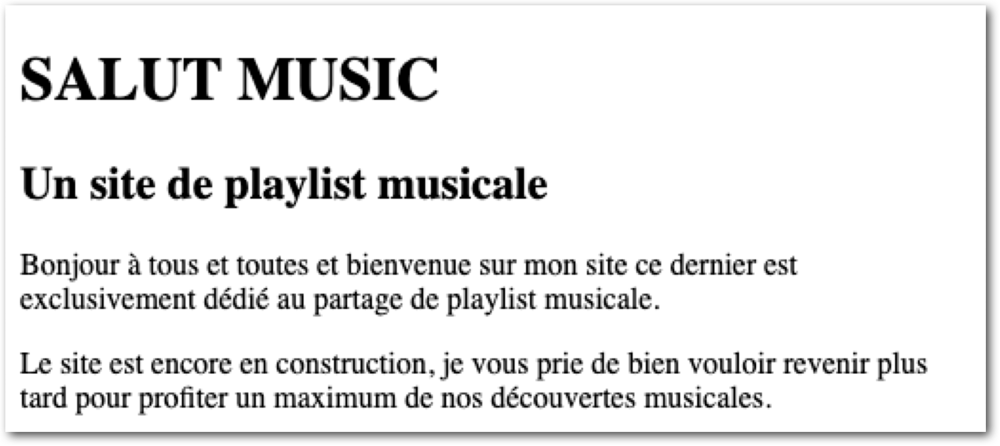 SALUT MUSIC
Un site de playlist musicale
Bonjour à tous et toutes et bienvenue sur mon site ce dernier est
exclusivement dédié au partage de playlist musicale.
Le site est encore en construction, je vous prie de bien vouloir revenir plus
tard pour profiter un maximum de nos découvertes musicales.